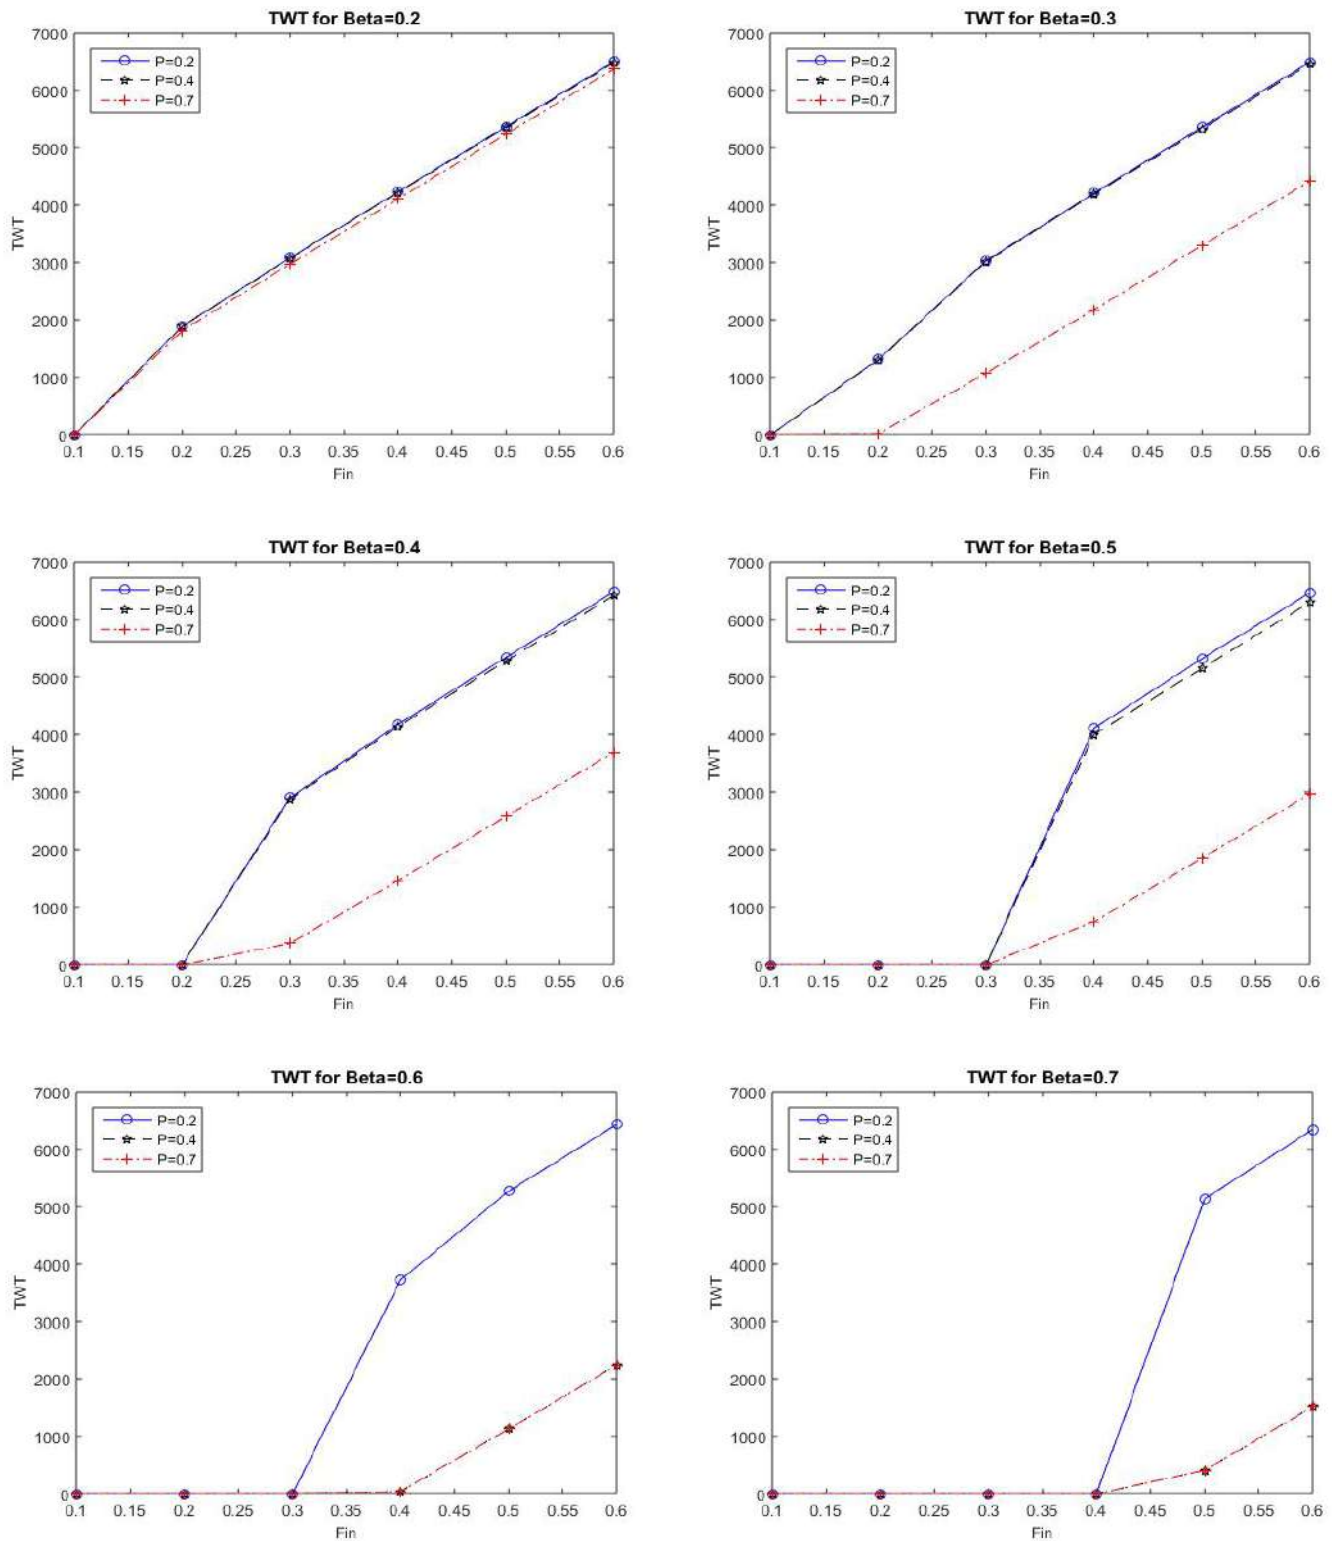 TWT for Beta=0.2
7000
6000
5000
4000
3000
2000
1000
0
TWT
P=0.2
P=0.4
P=0.7
0.1 0.15 0.2 0.25 0.3 0.35 0.4 0.45 0.5 0.55 0.6
Fin
TWT for Beta=0.3
7000
6000
5000
4000
3000
2000
1000
0
TWT
P=0.2
P=0.4
P=0.7
0.1 0.15 0.2 0.25 0.3 0.35 0.4 0.45 0.5 0.55 0.6
Fin
TWT for Beta=0.4
7000
6000
5000
4000
3000
2000
1000
0
TWT
P=0.2
P=0.4
P=0.7
0.1 0.15 0.2 0.25 0.3 0.35 0.4 0.45 0.5 0.55 0.6
Fin
TWT for Beta=0.5
7000
6000
5000
4000
3000
2000
1000
0
TWT
P=0.2
P=0.4
P=0.7
0.1 0.15 0.2 0.25 0.3 0.35 0.4 0.45 0.5 0.55 0.6
Fin
TWT for Beta=0.6
7000
6000
5000
4000
3000
2000
1000
0
TWT
P=0.2
P=0.4
P=0.7
0.1 0.15 0.2 0.25 0.3 0.35 0.4 0.45 0.5 0.55 0.6
Fin
TWT for Beta=0.7
7000
6000
5000
4000
3000
2000
1000
0
TWT
P=0.2
P=0.4
P=0.7
0.1 0.15 0.2 0.25 0.3 0.35 0.4 0.45 0.5 0.55 0.6
Fin